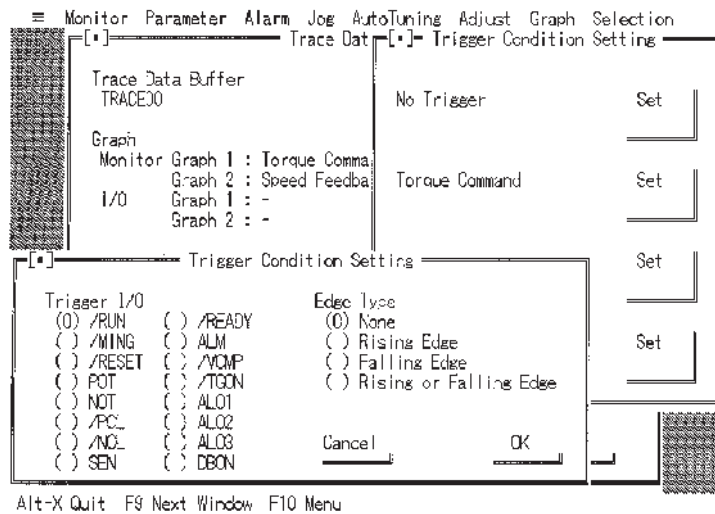 ≡ Monitor Parameter Alarm Jog AutoTuning Adjust Graph Selection
[▪] Trace Dat
[▪] Trigger Condition Setting
Trace Data Buffer
TRACE00
No Trigger Set
Graph
Monitor Graph 1 : Torque Comma
Graph 2 : Speed Feedba
Torque Command Set
I/O Graph 1 : -
Graph 2 : -
Set
Set
[▪] Trigger Condition Setting
Trigger I/O Edge Type
(O) /RUN ( ) /READY (O) None
( ) /MING ( ) ALM ( ) Rising Edge
( ) /RESET ( ) /VCMP ( ) Falling Edge
( ) POT ( ) /TGON ( ) Rising or Falling Edge
( ) NOT ( ) ALO1
( ) /PCL ( ) ALO2
( ) /NCL ( ) ALO3
( ) SEN ( ) DBON
Cancel OK
Alt-X Quit F9 Next Window F10 Menu